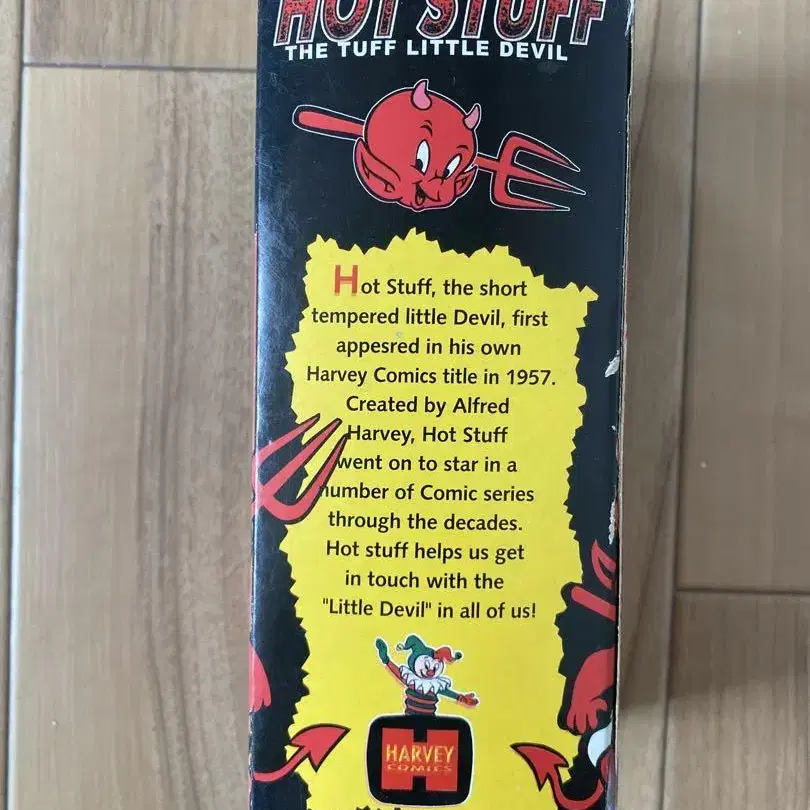 HOT STUFF
THE TUFF LITTLE DEVIL
Hot Stuff, the short
tempered little Devil, first
appesred in his own
Harvey Comics title in 1957.
Created by Alfred
Harvey, Hot Stuff
went on to star in a
number of Comic series
through the decades.
Hot stuff helps us get
in touch with the
"Little Devil" in all of us!
HARVEY
COMICS